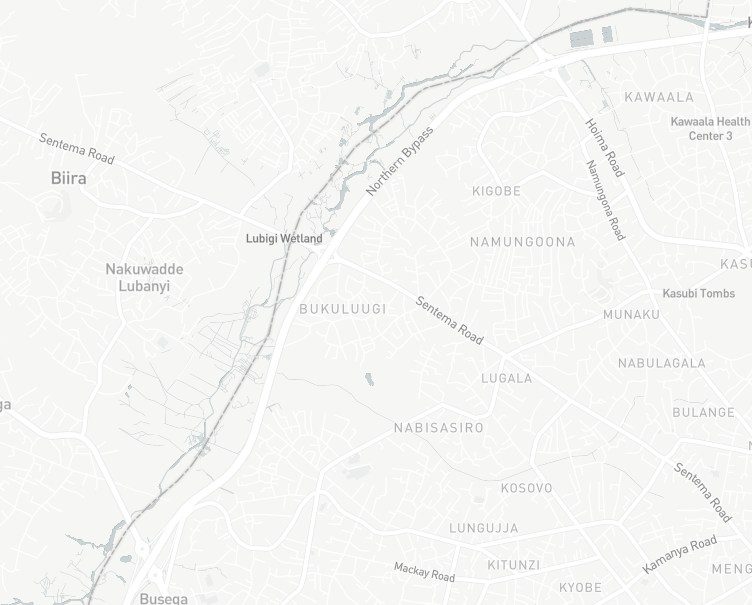 K
KAWAALA
Kawaala Health
Center 3
Hoima Road
Sentema Road
Northern Bypass
Biira
KIGOBE
Namungona Road
Lubigi Wetland
NAMUNGOONA
KASU
Nakuwadde
Lubanyi
Kasubi Tombs
BUKULUUGI
Sentema Road
MUNAKU
NABULAGALA
LUGALA
ga
BULANGE
NABISASIRO
N
Sentema Road
KOSOVO
LUNGUJJA
Kamanya Road
KITUNZI
MENG
Mackay Road
KYOBE
Busega